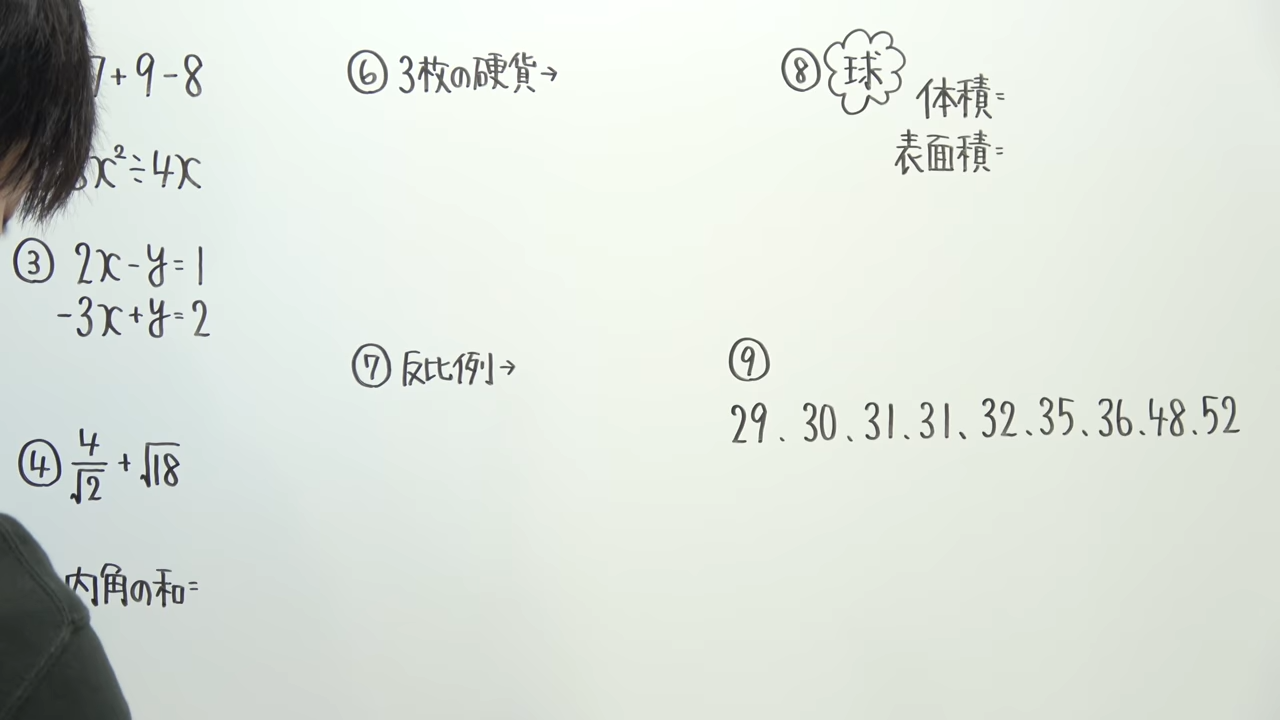 7+9-8
x²÷4x
③ 2x-y=1
-3x+y=2
④ 4/√2+√18
内角の和=
⑥ 3枚の硬貨→
⑦ 反比例→
⑧ 球 体積=
表面積=
⑨
29、30、31、31、32、35、36、48、52